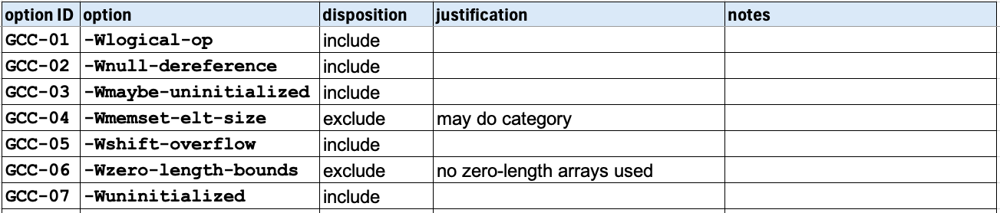 option ID option disposition justification notes
GCC-01 -Wlogical-op include
GCC-02 -Wnull-dereference include
GCC-03 -Wmaybe-uninitialized include
GCC-04 -Wmemset-elt-size exclude may do category
GCC-05 -Wshift-overflow include
GCC-06 -Wzero-length-bounds exclude no zero-length arrays used
GCC-07 -Wuninitialized include